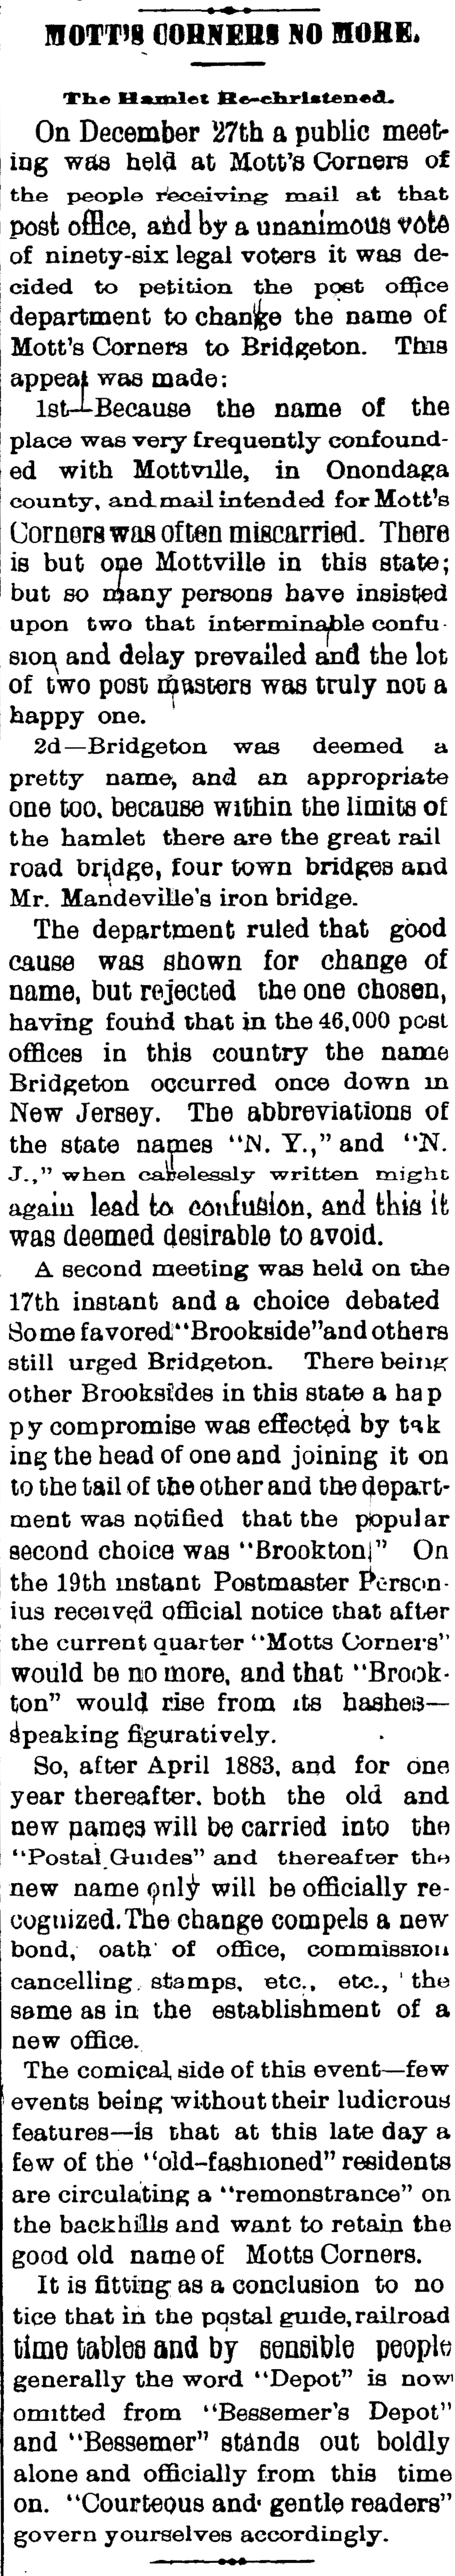 MOTT'S CORNERS NO MORE.
The Hamlet Re-christened.
On December 27th a public meet-
ing was held at Mott's Corners of
the people receiving mail at that
post office, and by a unanimous vote
of ninety-six legal voters it was de-
cided to petition the post office
department to change the name of
Mott's Corners to Bridgeton. This
appeal was made:
1st—Because the name of the
place was very frequently confound-
ed with Mottville, in Onondaga
county, and mail intended for Mott's
Corners was often miscarried. There
is but one Mottville in this state;
but so many persons have insisted
upon two that interminable confu-
sion and delay prevailed and the lot
of two post masters was truly not a
happy one.
2d—Bridgeton was deemed a
pretty name, and an appropriate
one too, because within the limits of
the hamlet there are the great rail
road bridge, four town bridges and
Mr. Mandeville's iron bridge.
The department ruled that good
cause was shown for change of
name, but rejected the one chosen,
having found that in the 46,000 post
offices in this country the name
Bridgeton occurred once down in
New Jersey. The abbreviations of
the state names "N. Y.," and "N.
J.," when carelessly written might
again lead to confusion, and this it
was deemed desirable to avoid.
A second meeting was held on the
17th instant and a choice debated
Some favored "Brookside" and others
still urged Bridgeton. There being
other Brooksides in this state a hap
py compromise was effected by tak
ing the head of one and joining it on
to the tail of the other and the depart-
ment was notified that the popular
second choice was "Brookton." On
the 19th instant Postmaster Person-
ius received official notice that after
the current quarter "Motts Corners"
would be no more, and that "Brook-
ton" would rise from its hashes—
speaking figuratively.
So, after April 1883, and for one
year thereafter, both the old and
new names will be carried into the
"Postal Guides" and thereafter the
new name only will be officially re-
cognized. The change compels a new
bond, oath of office, commission
cancelling stamps, etc., etc., the
same as in the establishment of a
new office.
The comical side of this event—few
events being without their ludicrous
features—is that at this late day a
few of the "old-fashioned" residents
are circulating a "remonstrance" on
the backhills and want to retain the
good old name of Motts Corners.
It is fitting as a conclusion to no
tice that in the postal guide, railroad
time tables and by sensible people
generally the word "Depot" is now
omitted from "Bessemer's Depot"
and "Bessemer" stands out boldly
alone and officially from this time
on. "Courteous and gentle readers"
govern yourselves accordingly.